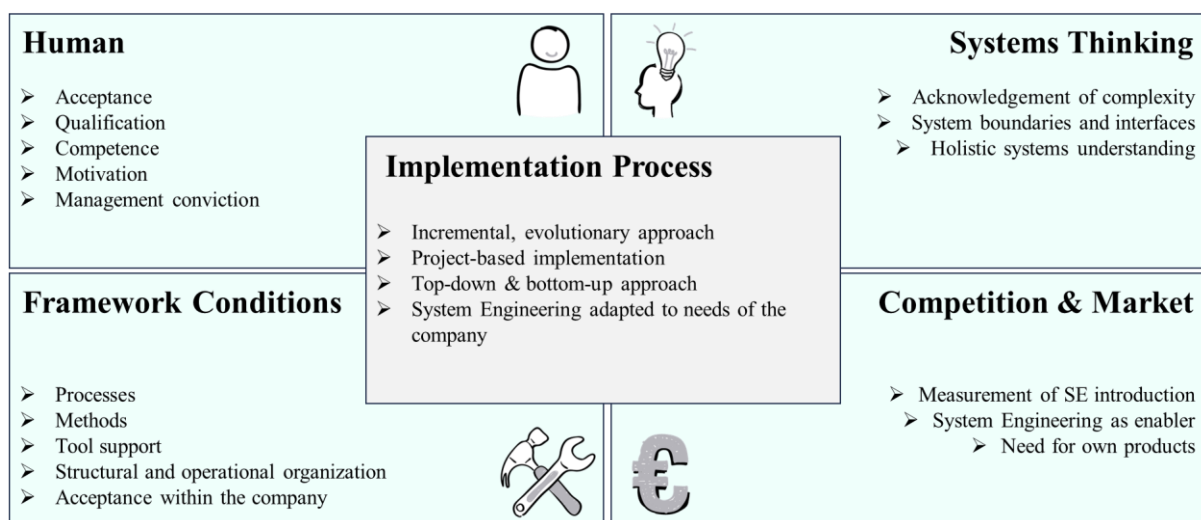 Human
➢ Acceptance
➢ Qualification
➢ Competence
➢ Motivation
➢ Management conviction
Systems Thinking
➢ Acknowledgement of complexity
➢ System boundaries and interfaces
➢ Holistic systems understanding
Implementation Process
➢ Incremental, evolutionary approach
➢ Project-based implementation
➢ Top-down & bottom-up approach
➢ System Engineering adapted to needs of the
company
Framework Conditions
➢ Processes
➢ Methods
➢ Tool support
➢ Structural and operational organization
➢ Acceptance within the company
Competition & Market
➢ Measurement of SE introduction
➢ System Engineering as enabler
➢ Need for own products
€